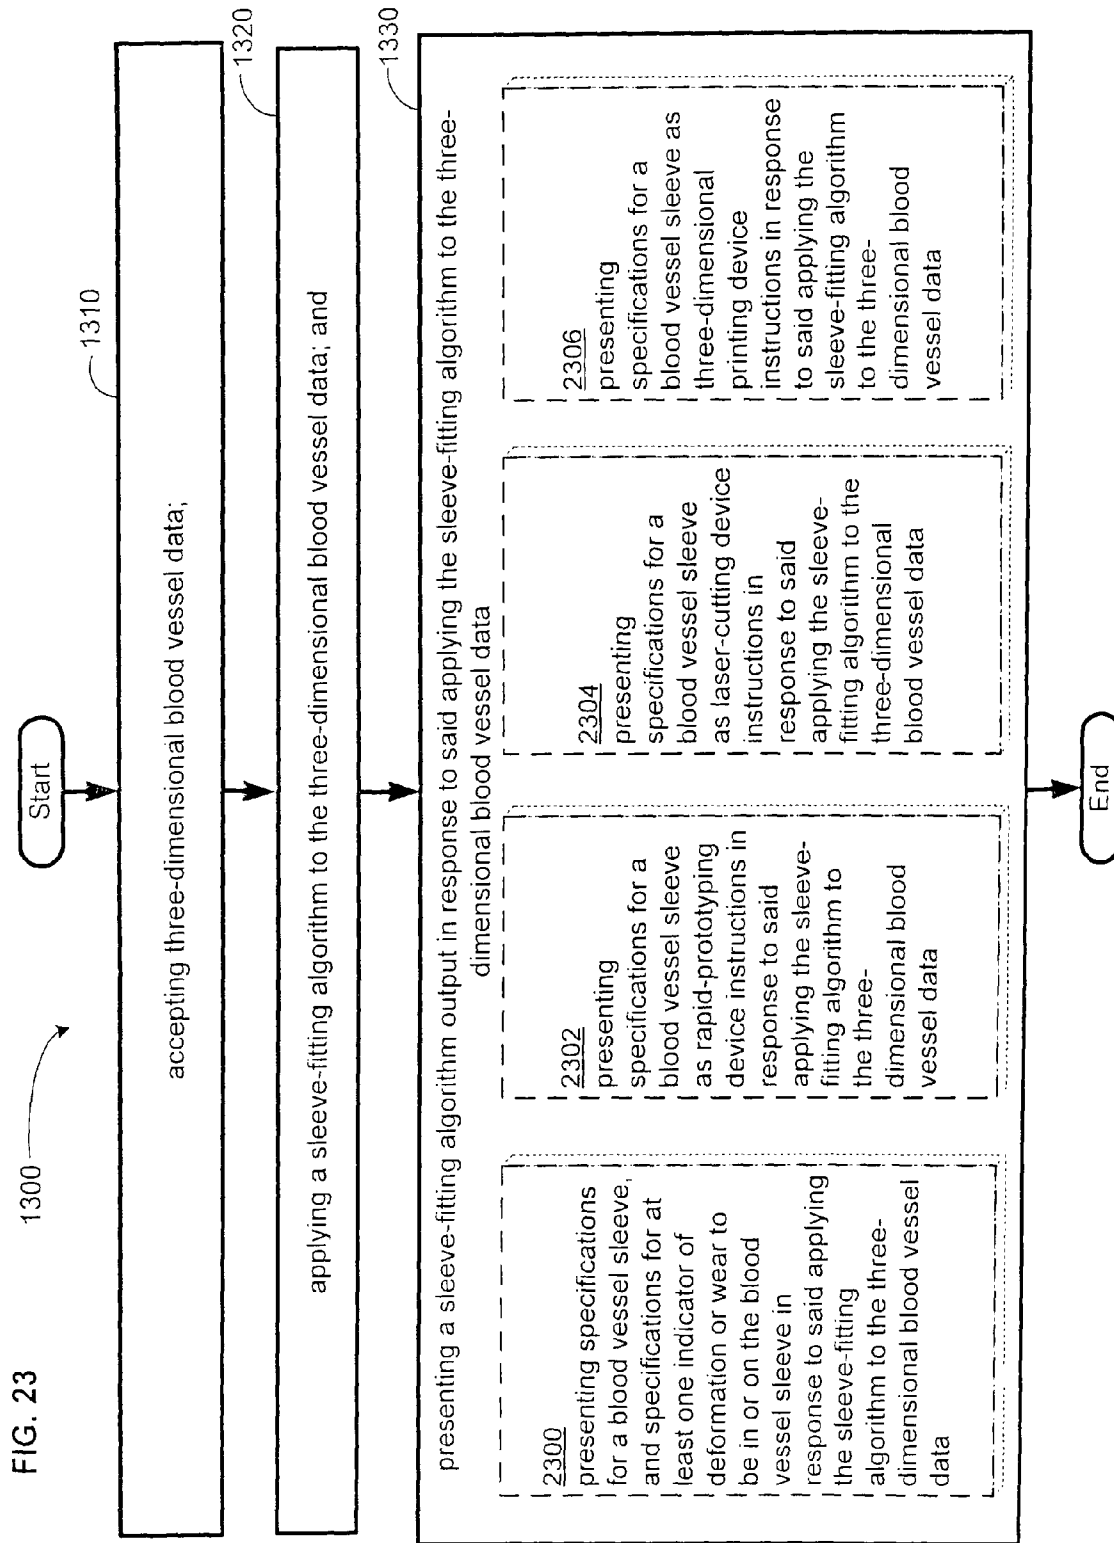 FIG. 23
1300
Start
1310
accepting three-dimensional blood vessel data;
1320
applying a sleeve-fitting algorithm to the three-dimensional blood vessel data; and
1330
presenting a sleeve-fitting algorithm output in response to said applying the sleeve-fitting algorithm to the three-
dimensional blood vessel data
2300
presenting specifications
for a blood vessel sleeve,
and specifications for at
least one indicator of
deformation or wear to
be in or on the blood
vessel sleeve in
response to said applying
the sleeve-fitting
algorithm to the three-
dimensional blood vessel
data
2302
presenting
specifications for a
blood vessel sleeve
as rapid-prototyping
device instructions in
response to said
applying the sleeve-
fitting algorithm to
the three-
dimensional blood
vessel data
2304
presenting
specifications for a
blood vessel sleeve
as laser-cutting device
instructions in
response to said
applying the sleeve-
fitting algorithm to the
three-dimensional
blood vessel data
2306
presenting
specifications for a
blood vessel sleeve as
three-dimensional
printing device
instructions in response
to said applying the
sleeve-fitting algorithm
to the three-
dimensional blood
vessel data
End